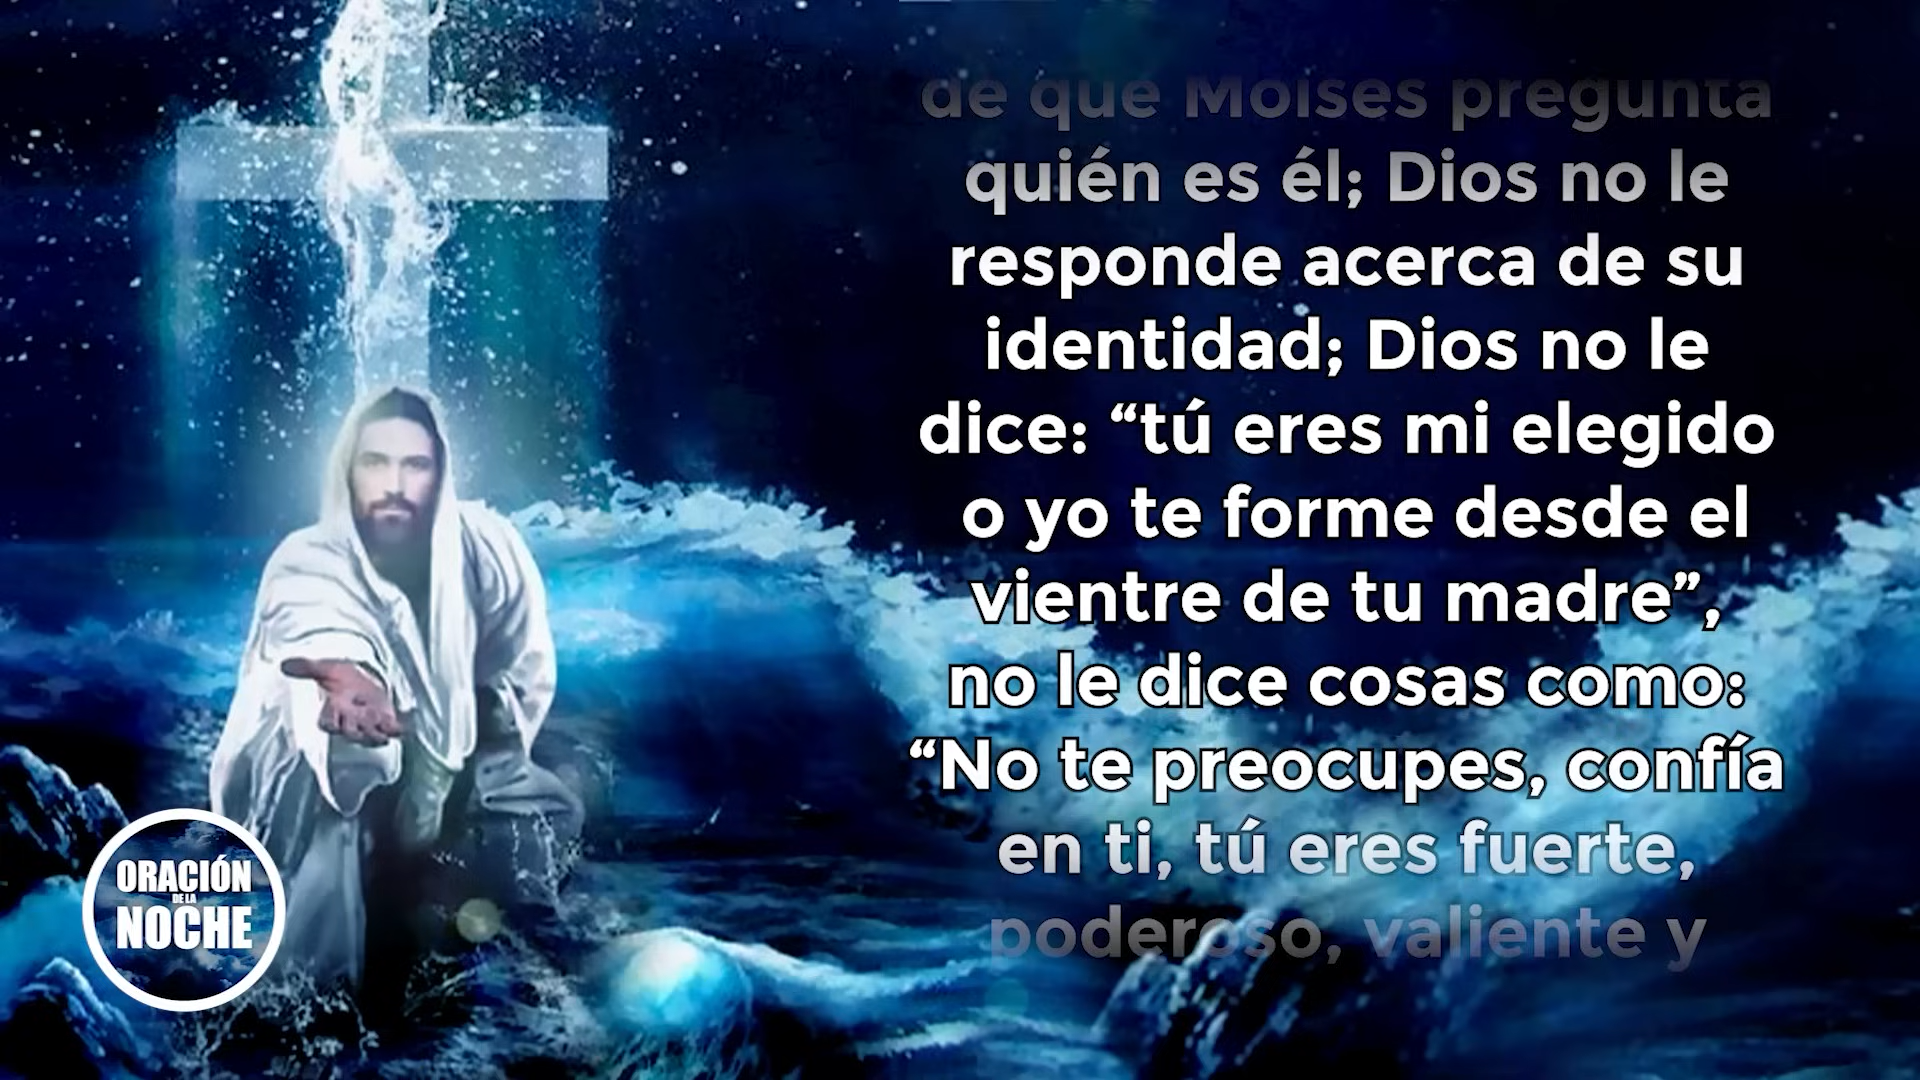 de que Moisés pregunta
quién es él; Dios no le
responde acerca de su
identidad; Dios no le
dice: “tú eres mi elegido
o yo te forme desde el
vientre de tu madre”,
no le dice cosas como:
“No te preocupes, confía
en ti, tú eres fuerte,
poderoso, valiente y
ORACIÓN
DE LA
NOCHE